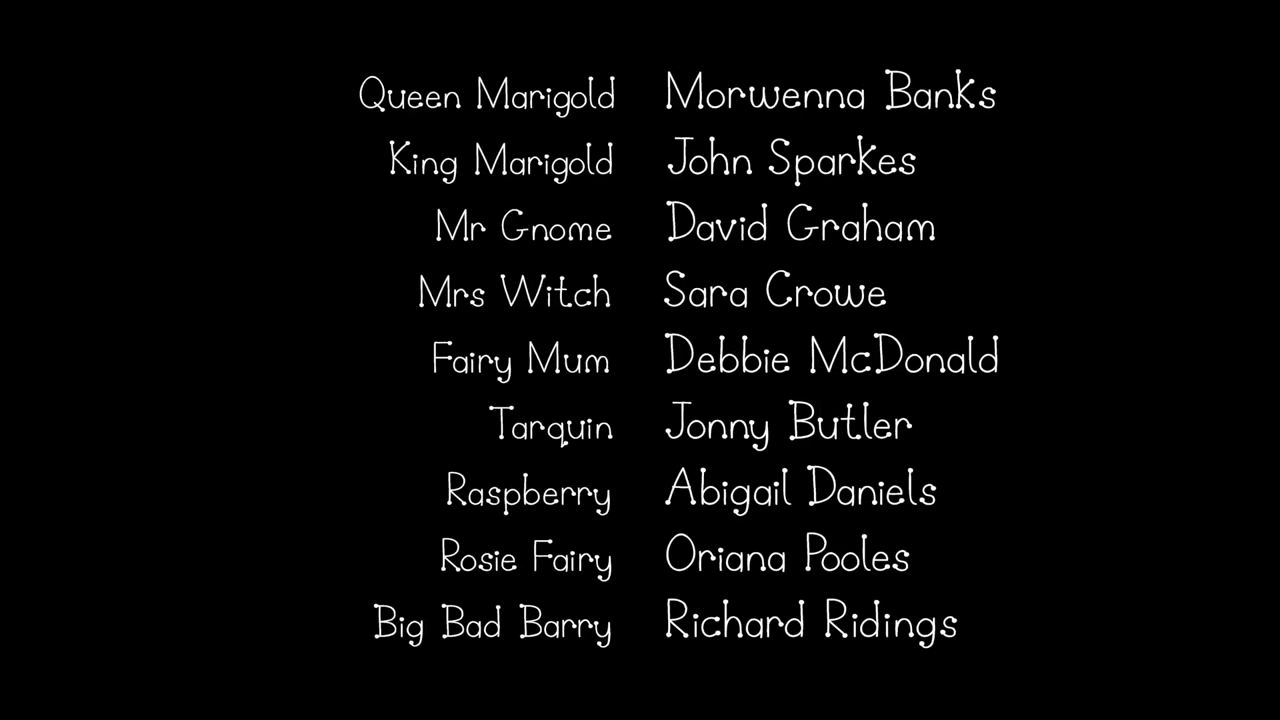 Queen Marigold Morwenna Banks
King Marigold John Sparkes
Mr Gnome David Graham
Mrs Witch Sara Crowe
Fairy Mum Debbie McDonald
Tarquin Jonny Butler
Raspberry Abigail Daniels
Rosie Fairy Oriana Pooles
Big Bad Barry Richard Ridings